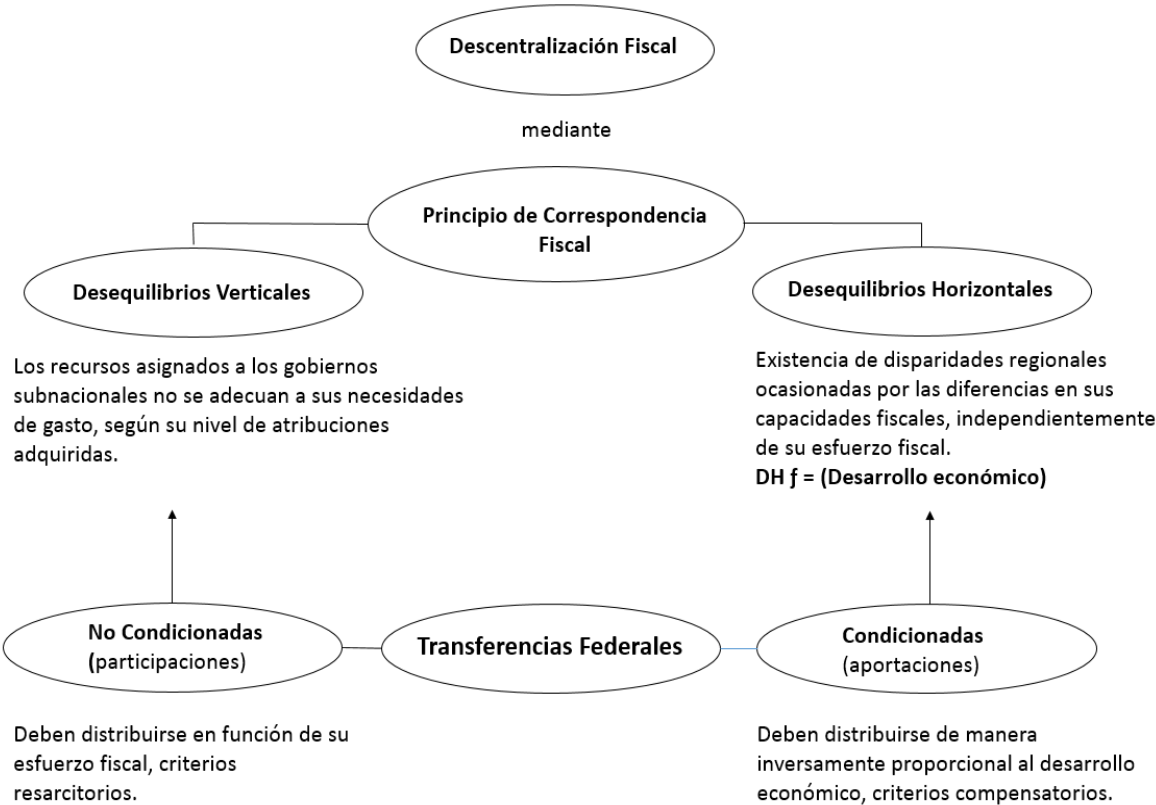 Descentralización Fiscal
mediante
Principio de Correspondencia
Fiscal
Desequilibrios Verticales
Los recursos asignados a los gobiernos
subnacionales no se adecuan a sus necesidades
de gasto, según su nivel de atribuciones
adquiridas.
Desequilibrios Horizontales
Existencia de disparidades regionales
ocasionadas por las diferencias en sus
capacidades fiscales, independientemente
de su esfuerzo fiscal.
DH ƒ = (Desarrollo económico)
No Condicionadas
(participaciones)
Transferencias Federales
Condicionadas
(aportaciones)
Deben distribuirse en función de su
esfuerzo fiscal, criterios
resarcitorios.
Deben distribuirse de manera
inversamente proporcional al desarrollo
económico, criterios compensatorios.